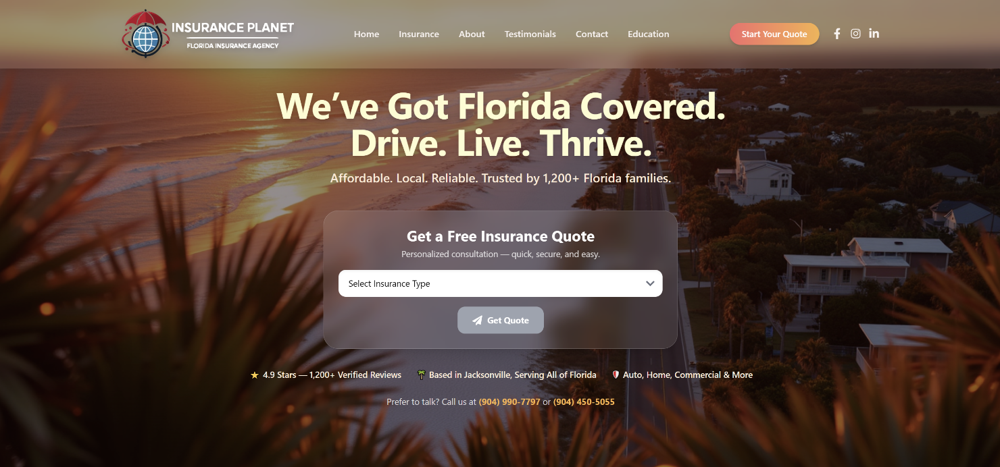 INSURANCE PLANET
FLORIDA INSURANCE AGENCY
Home Insurance About Testimonials Contact Education
Start Your Quote
We’ve Got Florida Covered.
Drive. Live. Thrive.
Affordable. Local. Reliable. Trusted by 1,200+ Florida families.
Get a Free Insurance Quote
Personalized consultation — quick, secure, and easy.
Select Insurance Type
Get Quote
4.9 Stars — 1,200+ Verified Reviews Based in Jacksonville, Serving All of Florida Auto, Home, Commercial & More
Prefer to talk? Call us at (904) 990-7797 or (904) 450-5055